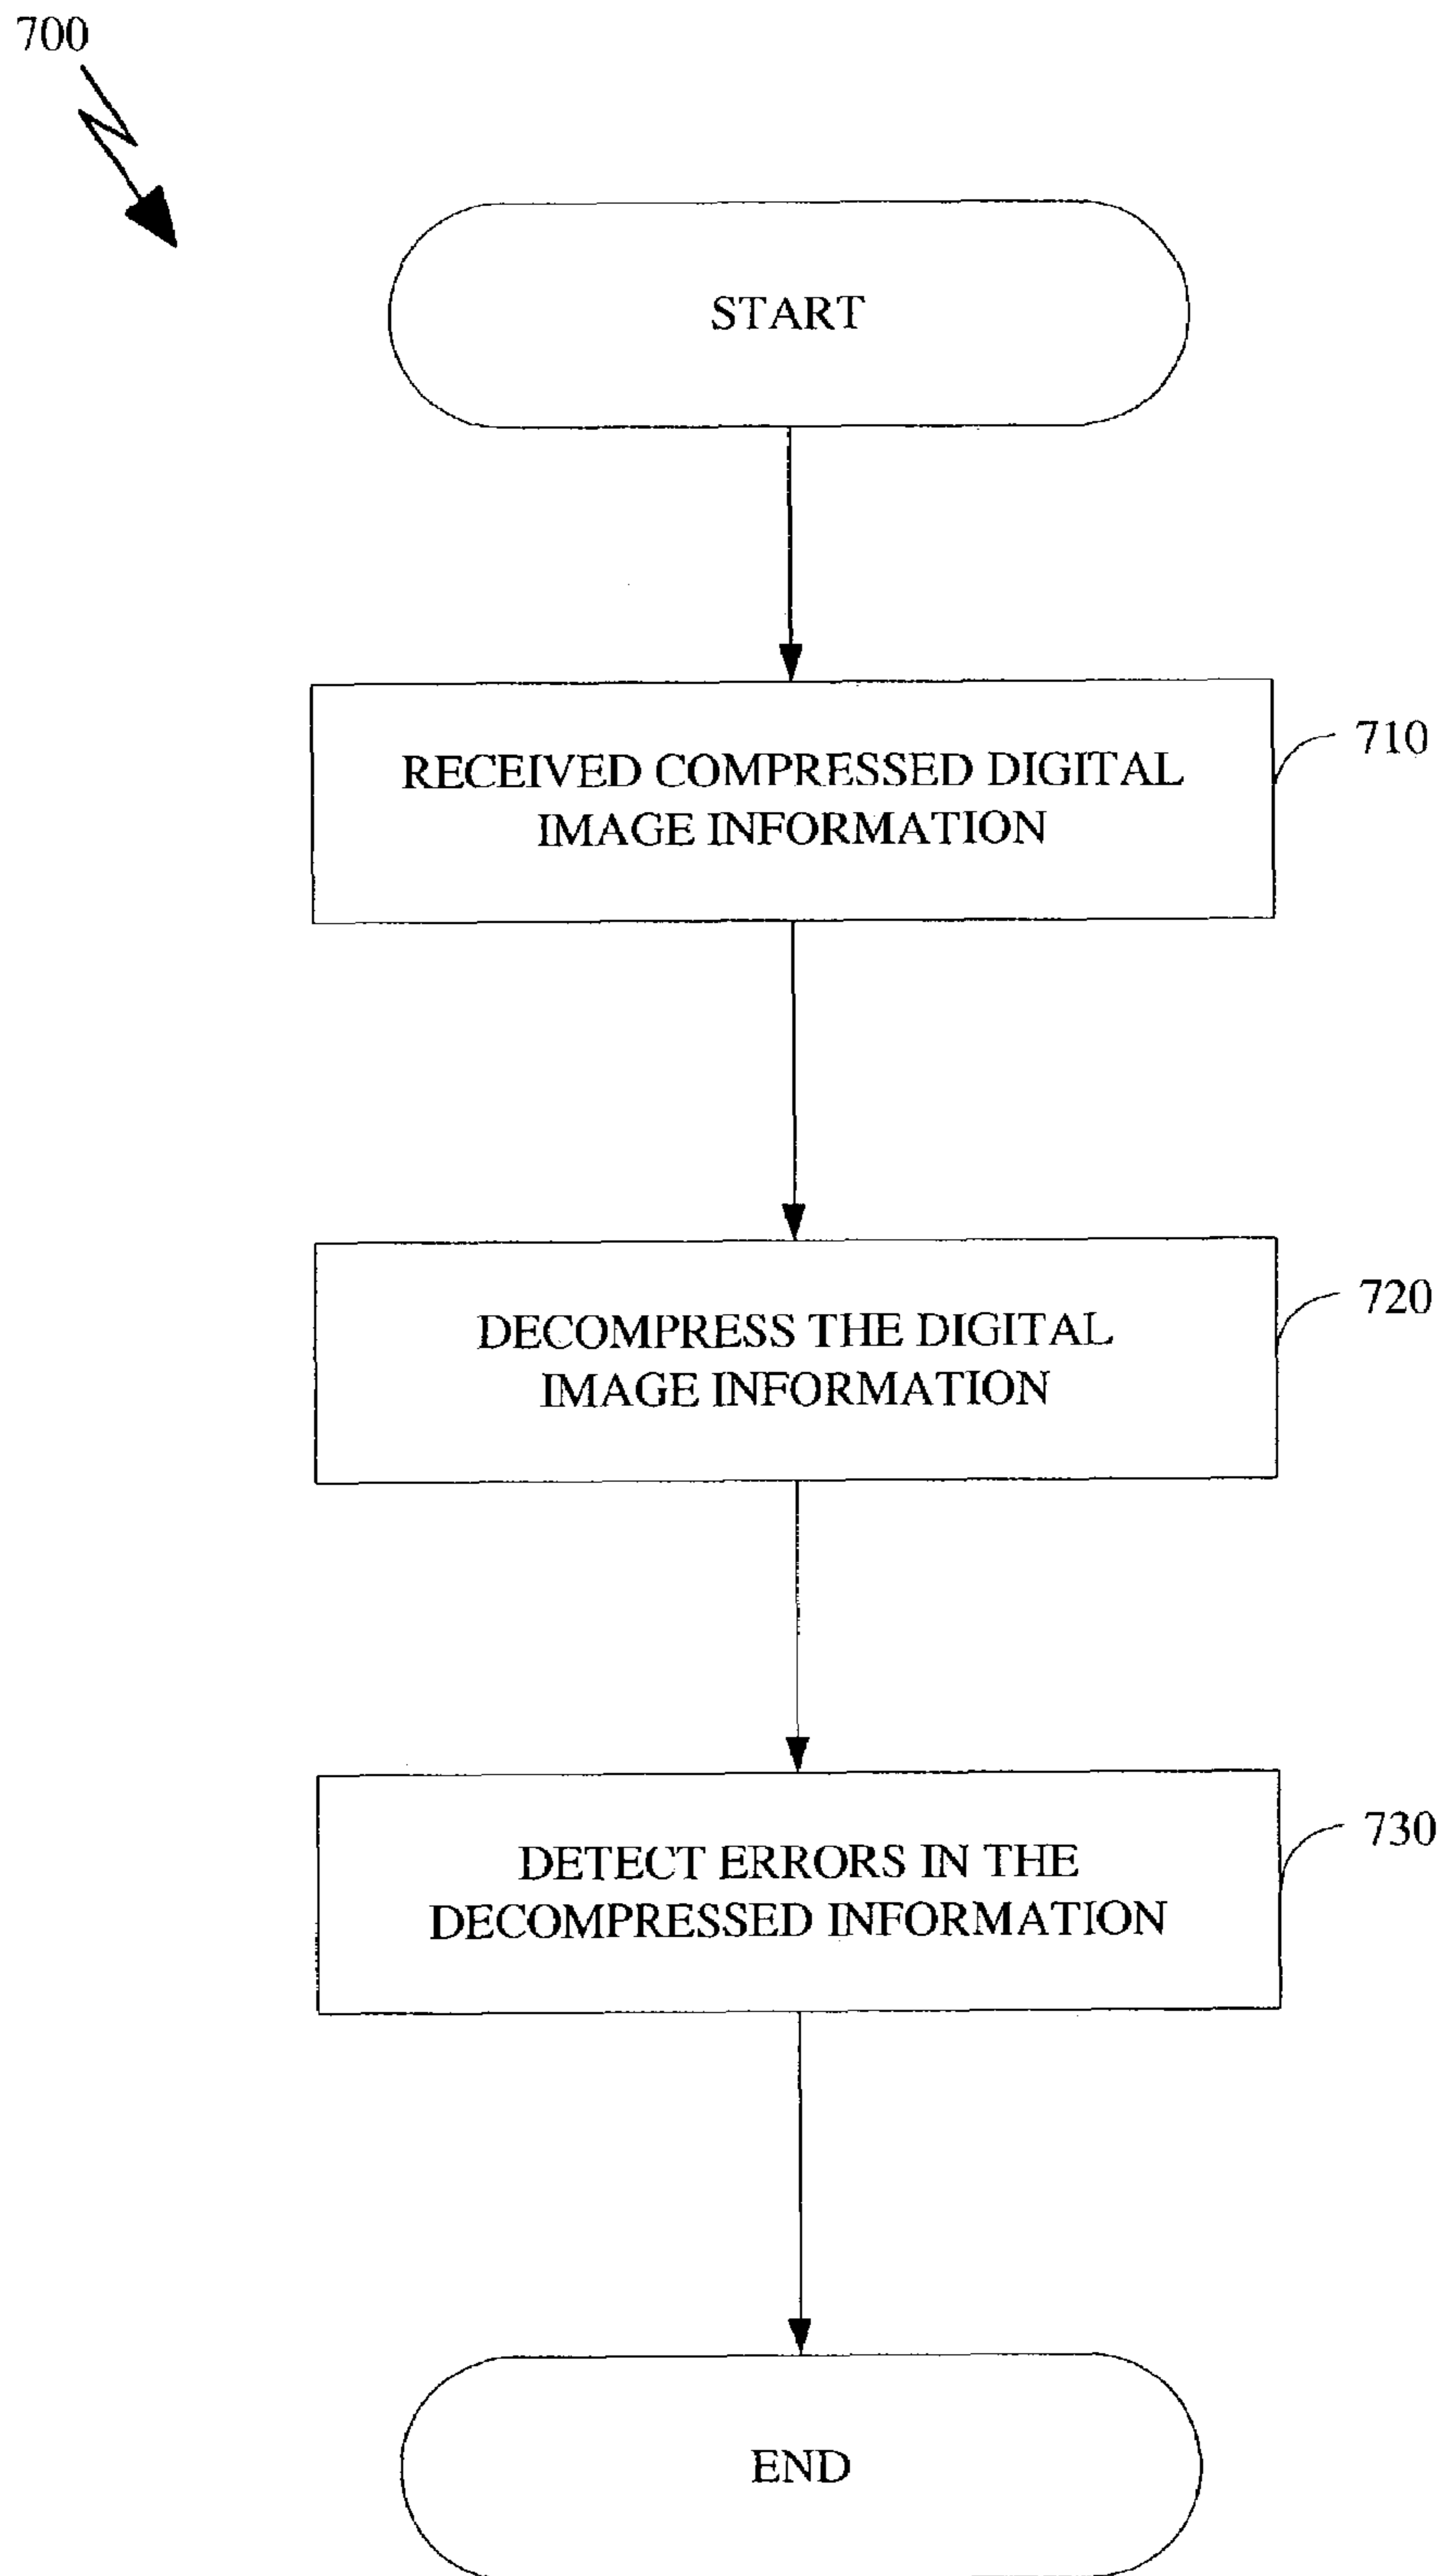 700
START
RECEIVED COMPRESSED DIGITAL
IMAGE INFORMATION
710
DECOMPRESS THE DIGITAL
IMAGE INFORMATION
720
DETECT ERRORS IN THE
DECOMPRESSED INFORMATION
730
END